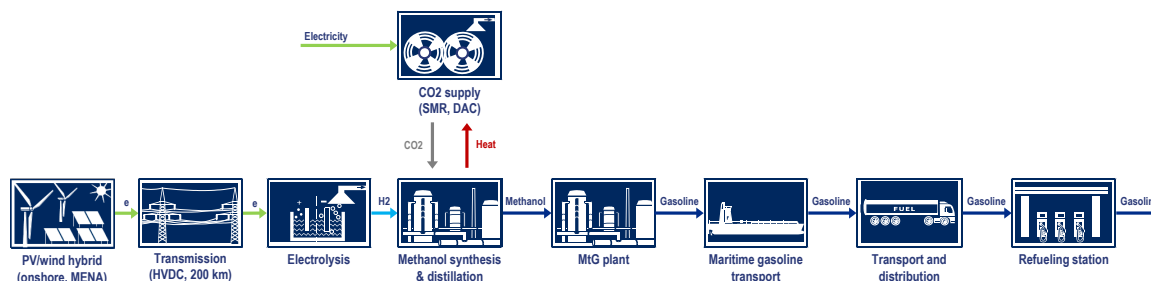 Electricity
CO2 supply
(SMR, DAC)
CO2
Heat
e
e
H2
Methanol
Gasoline
Gasoline
Gasoline
Gasoline
FUEL
PV/wind hybrid
(onshore, MENA)
Transmission
(HVDC, 200 km)
Electrolysis
Methanol synthesis
& distillation
MtG plant
Maritime gasoline
transport
Transport and
distribution
Refueling station